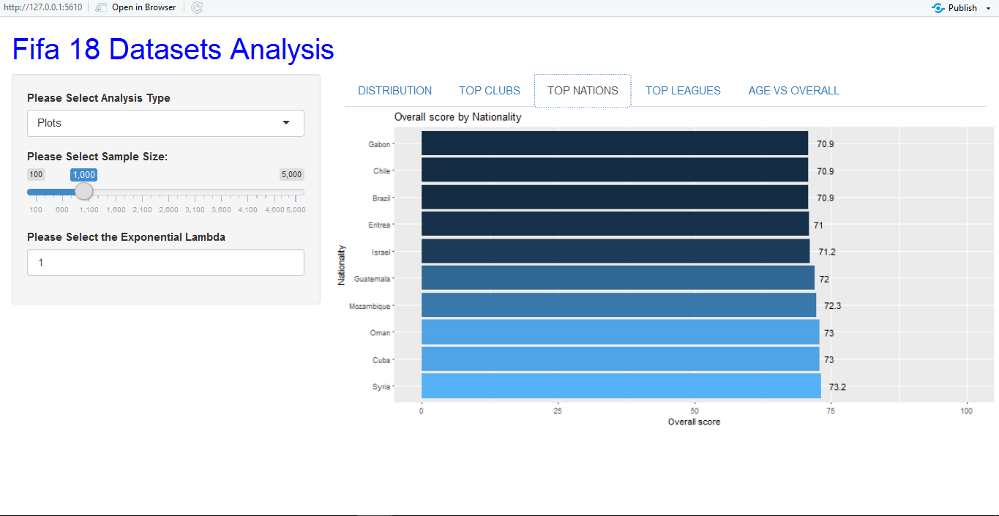 http://127.0.0.1:5610 Open in Browser Publish
Fifa 18 Datasets Analysis
Please Select Analysis Type
Plots
Please Select Sample Size:
100 1,000 5,000
100 600 1,100 1,600 2,100 2,600 3,100 3,600 4,100 4,600 5,000
Please Select the Exponential Lambda
1
DISTRIBUTION TOP CLUBS TOP NATIONS TOP LEAGUES AGE VS OVERALL
Overall score by Nationality
Nationality
Gabon 70.9
Chile 70.9
Brazil 70.9
Eritrea 71
Israel 71.2
Guatemala 72
Mozambique 72.3
Oman 73
Cuba 73
Syria 73.2
0 25 50 75 100
Overall score